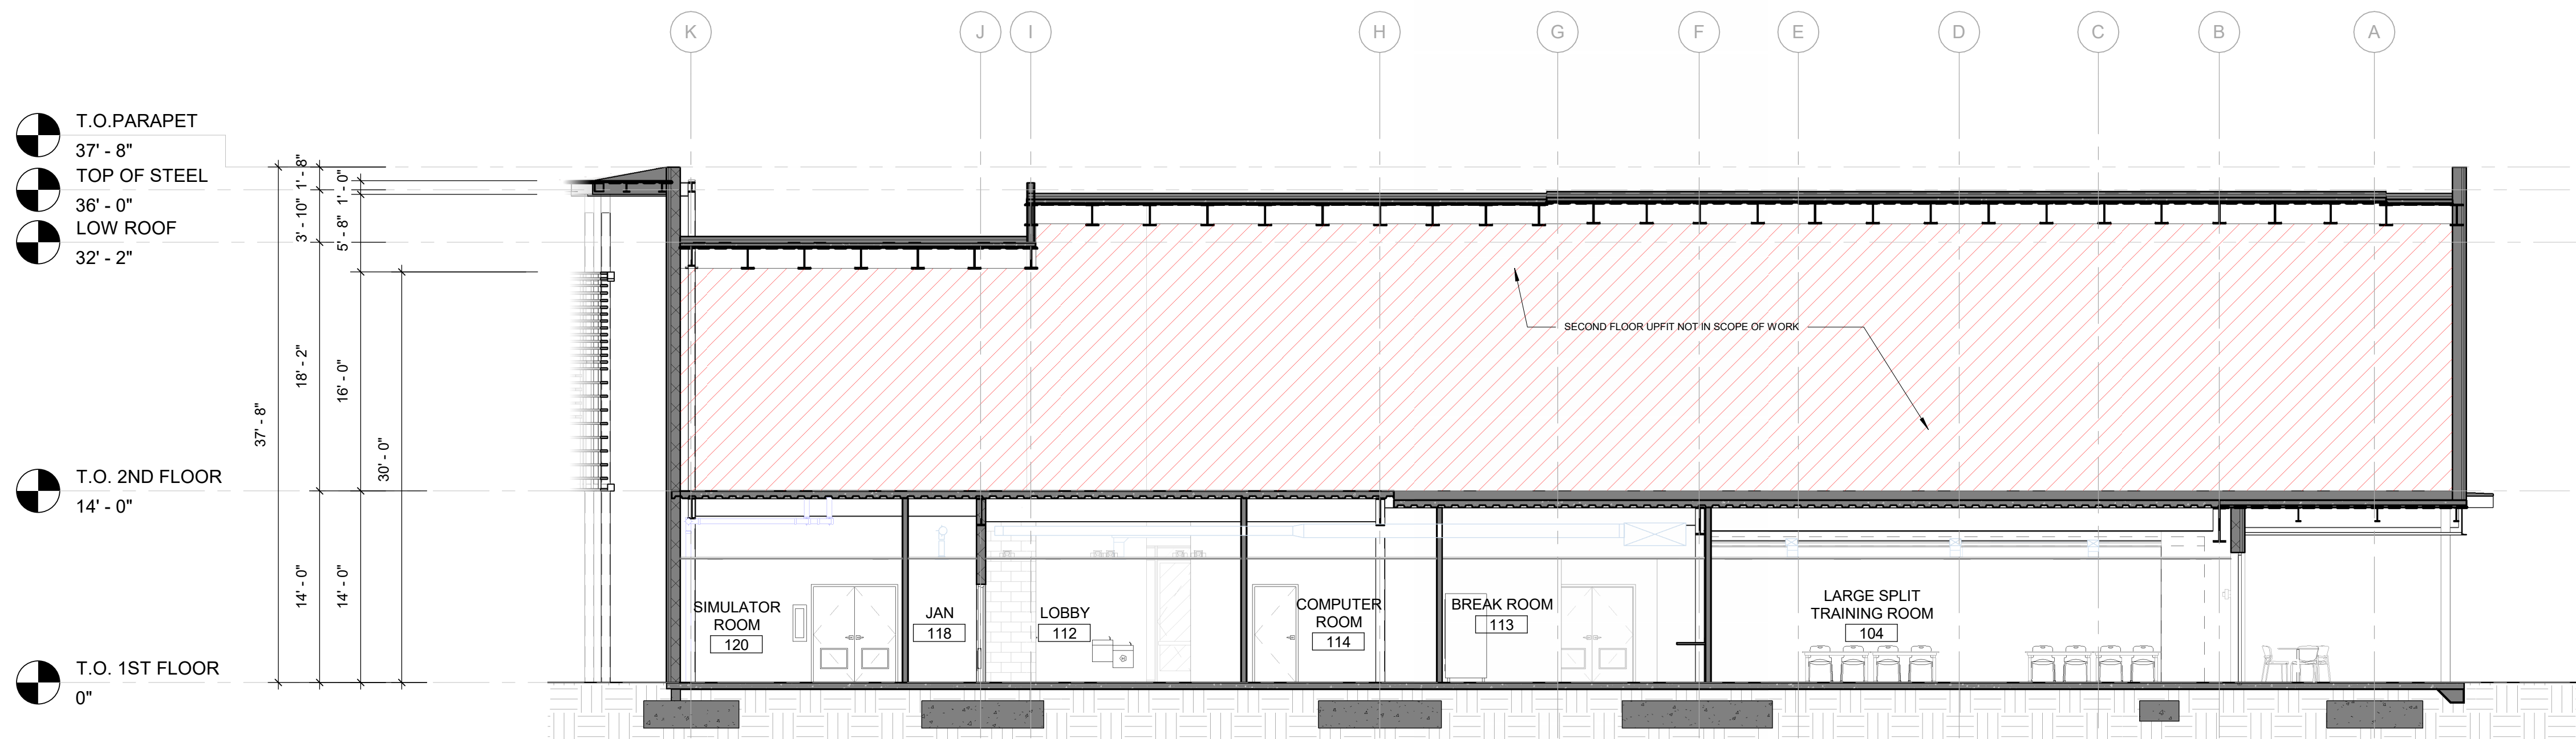 K
J
I
H
G
F
E
D
C
B
A
T.O.PARAPET
37' - 8"
TOP OF STEEL
36' - 0"
LOW ROOF
32' - 2"
T.O. 2ND FLOOR
14' - 0"
T.O. 1ST FLOOR
0"
37' - 8"
1' - 8"
3' - 10"
18' - 2"
14' - 0"
1' - 0"
5' - 8"
16' - 0"
14' - 0"
30' - 0"
SECOND FLOOR UPFIT NOT IN SCOPE OF WORK
SIMULATOR
ROOM
120
JAN
118
LOBBY
112
COMPUTER
ROOM
114
BREAK ROOM
113
LARGE SPLIT
TRAINING ROOM
104